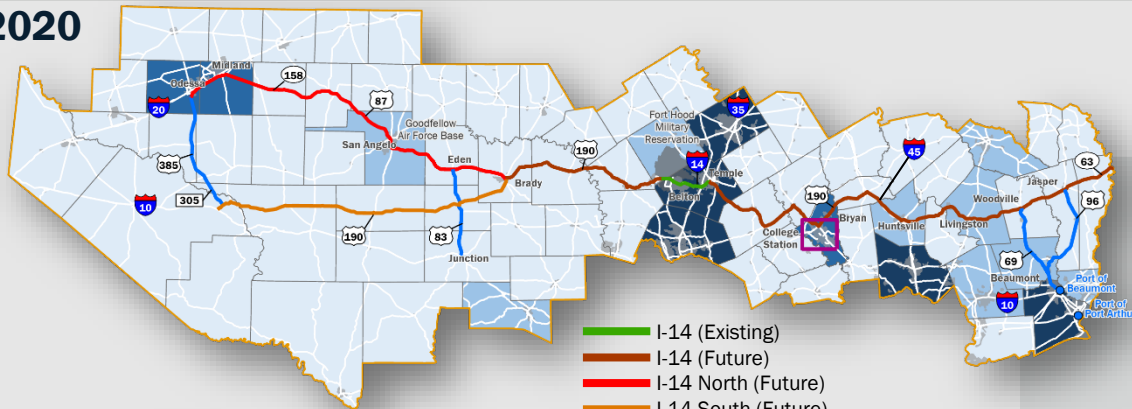 2020
Midland
Odessa
158
20
87
Goodfellow
Air Force Base
San Angelo
Eden
385
305
10
190
83
Junction
Brady
190
Fort Hood
Military
Reservation
35
14
Temple
Belton
190
Bryan
College
Station
45
Huntsville
Livingston
Woodville
Jasper
63
96
69
Beaumont
10
Port of
Beaumont
Port of
Port Arthur
I-14 (Existing)
I-14 (Future)
I-14 North (Future)
I-14 South (Future)